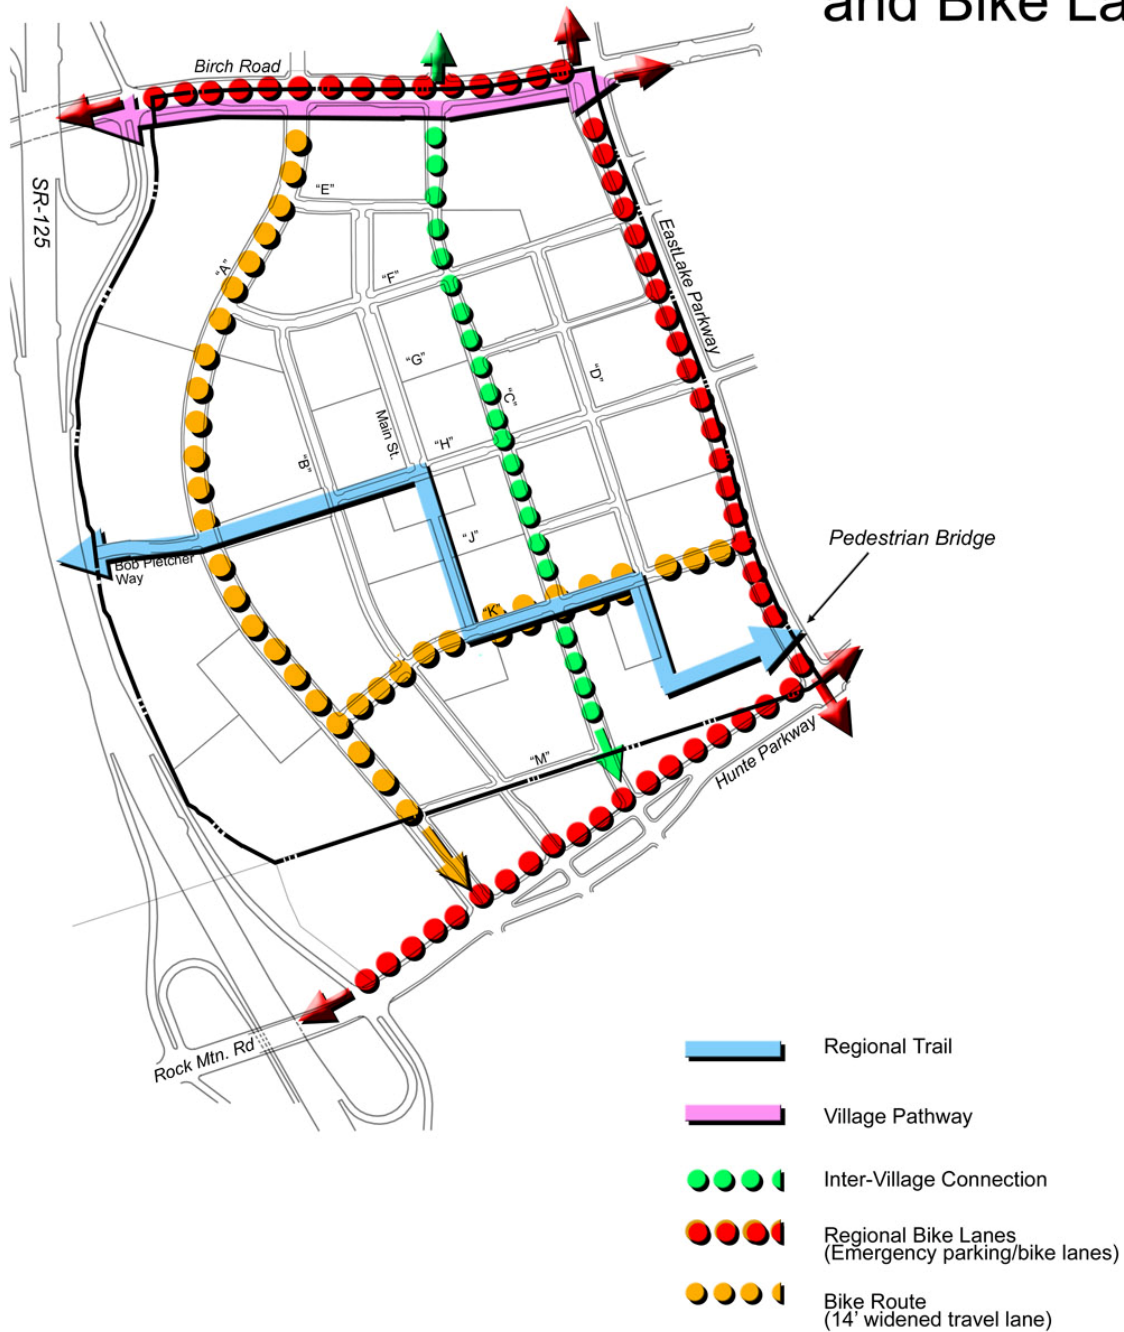 and Bike La
Birch Road
SR-125
"E"
"A"
"F"
EastLake Parkway
"G"
"D"
"C"
Main St.
"H"
"B"
"J"
Bob Pletcher
Way
Pedestrian Bridge
"K"
"M"
Hunte Parkway
Rock Mtn. Rd
Regional Trail
Village Pathway
Inter-Village Connection
Regional Bike Lanes
(Emergency parking/bike lanes)
Bike Route
(14' widened travel lane)